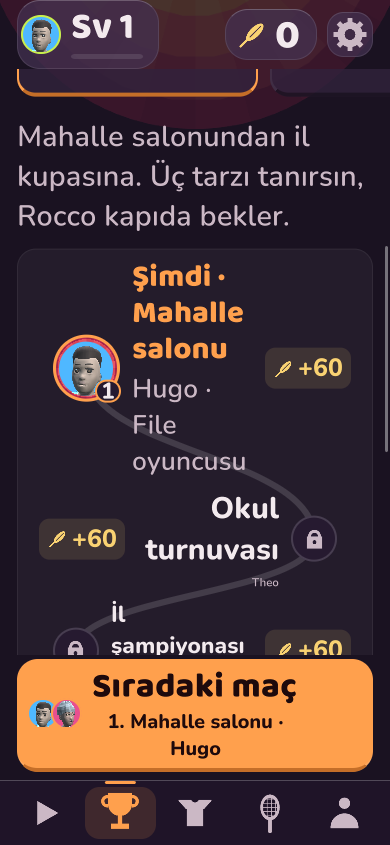 Sv 1
0
Mahalle salonundan il
kupasına. Üç tarzı tanırsın,
Rocco kapıda bekler.
Şimdi ·
Mahalle
salonu
Hugo ·
File
oyuncusu
1
+60
Okul
turnuvası
Theo
+60
İl
şampiyonası
+60
Sıradaki maç
1. Mahalle salonu ·
Hugo